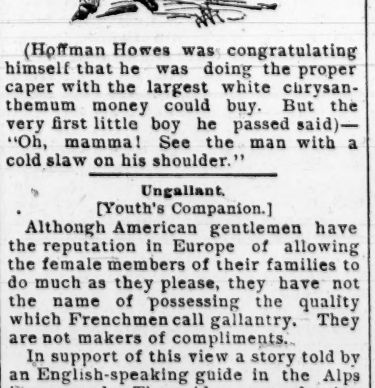 (Hoffman Howes was congratulating
himself that he was doing the proper
caper with the largest white chrysan-
themum money could buy. But the
very first little boy he passed said)—
"Oh, mamma! See the man with a
cold slaw on his shoulder."
Ungallant.
[Youth's Companion.]
Although American gentlemen have
the reputation in Europe of allowing
the female members of their families to
do much as they please, they have not
the name of possessing the quality
which Frenchmen call gallantry. They
are not makers of compliments.
In support of this view a story told by
an English-speaking guide in the Alps